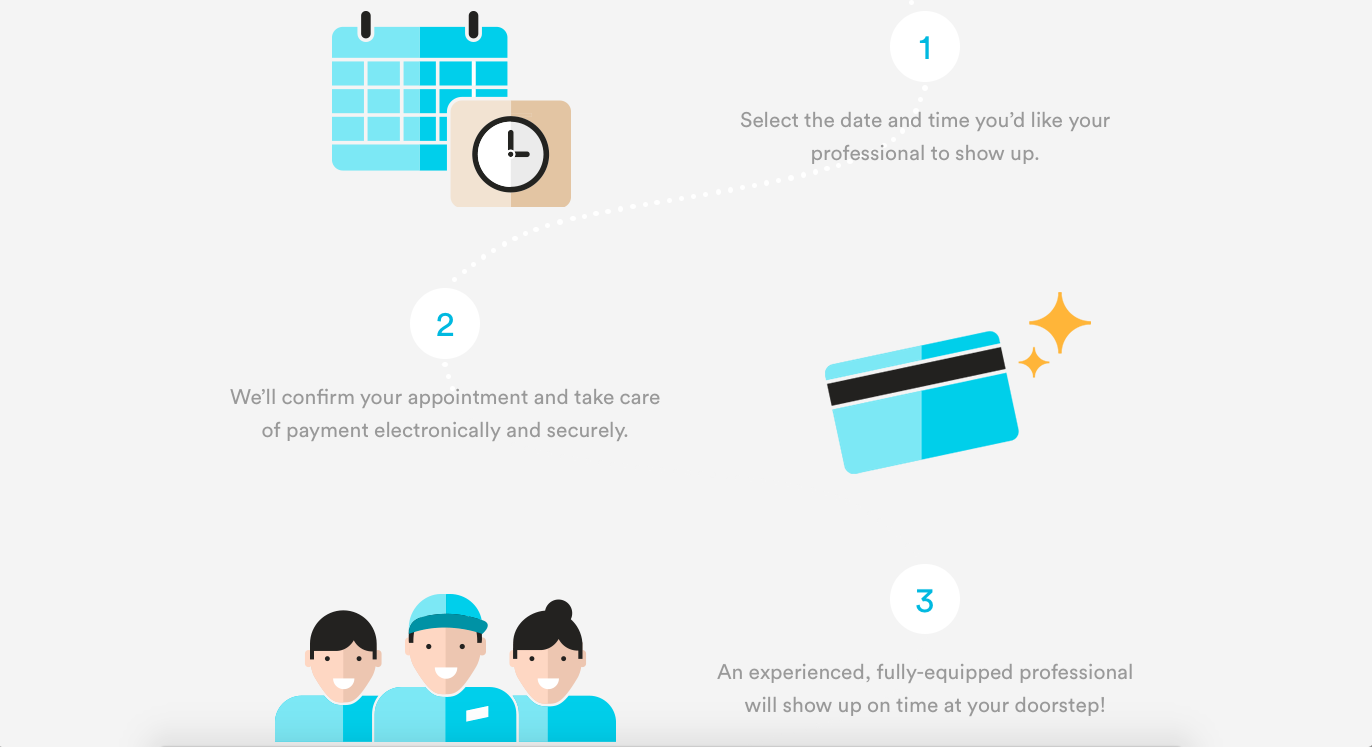 1
Select the date and time you’d like your
professional to show up.
2
We’ll confirm your appointment and take care
of payment electronically and securely.
3
An experienced, fully-equipped professional
will show up on time at your doorstep!